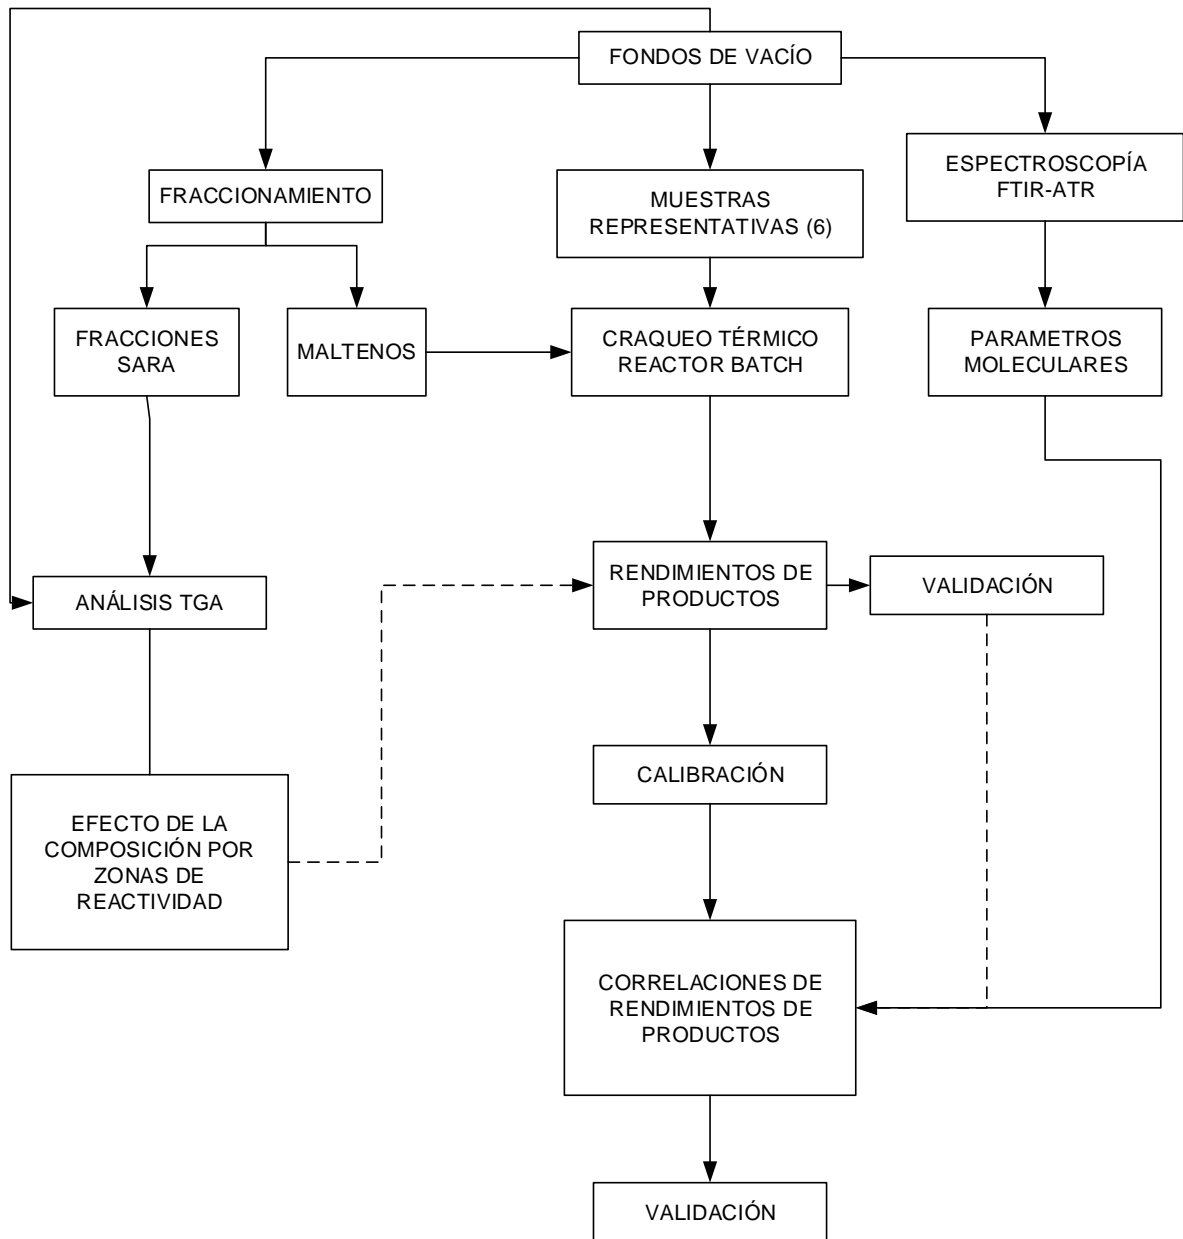 FONDOS DE VACÍO
ESPECTROSCOPÍA
FTIR-ATR
FRACCIONAMIENTO
MUESTRAS
REPRESENTATIVAS (6)
FRACCIONES
SARA
MALTENOS
CRAQUEO TÉRMICO
REACTOR BATCH
PARAMETROS
MOLECULARES
ANÁLISIS TGA
RENDIMIENTOS DE
PRODUCTOS
VALIDACIÓN
EFECTO DE LA
COMPOSICIÓN POR
ZONAS DE
REACTIVIDAD
CALIBRACIÓN
CORRELACIONES DE
RENDIMIENTOS DE
PRODUCTOS
VALIDACIÓN